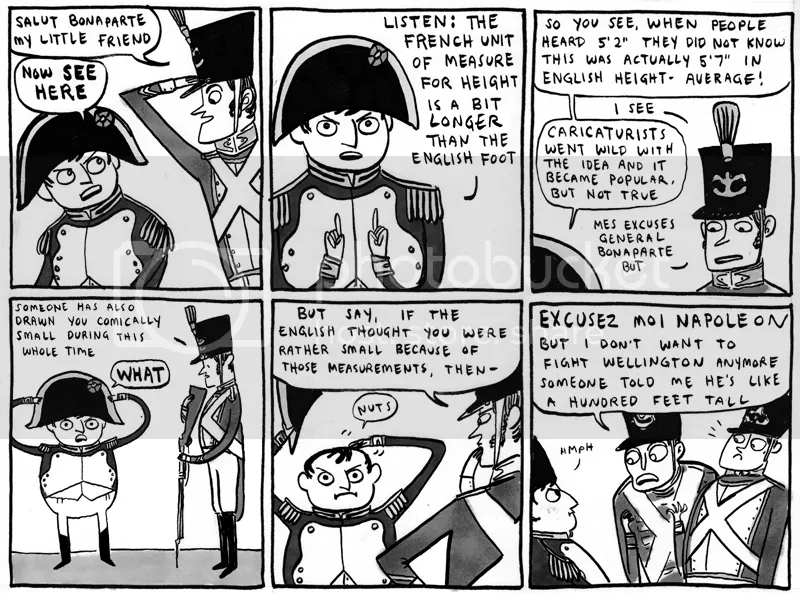 SALUT BONAPARTE
MY LITTLE FRIEND
NOW SEE
HERE
LISTEN: THE
FRENCH UNIT
OF MEASURE
FOR HEIGHT
IS A BIT
LONGER
THAN THE
ENGLISH FOOT
SO YOU SEE, WHEN PEOPLE
HEARD 5'2" THEY DID NOT KNOW
THIS WAS ACTUALLY 5'7" IN
ENGLISH HEIGHT- AVERAGE!
I SEE
CARICATURISTS
WENT WILD WITH
THE IDEA AND IT
BECAME POPULAR,
BUT NOT TRUE
MES EXCUSES
GENERAL
BONAPARTE
BUT
SOMEONE HAS ALSO
DRAWN YOU COMICALLY
SMALL DURING THIS
WHOLE TIME
WHAT
BUT SAY, IF THE
ENGLISH THOUGHT YOU WERE
RATHER SMALL BECAUSE OF
THOSE MEASUREMENTS, THEN-
NUTS
EXCUSEZ MOI NAPOLEON
BUT I DON'T WANT TO
FIGHT WELLINGTON ANYMORE
SOMEONE TOLD ME HE'S LIKE
A HUNDRED FEET TALL
HMPH
photobucket